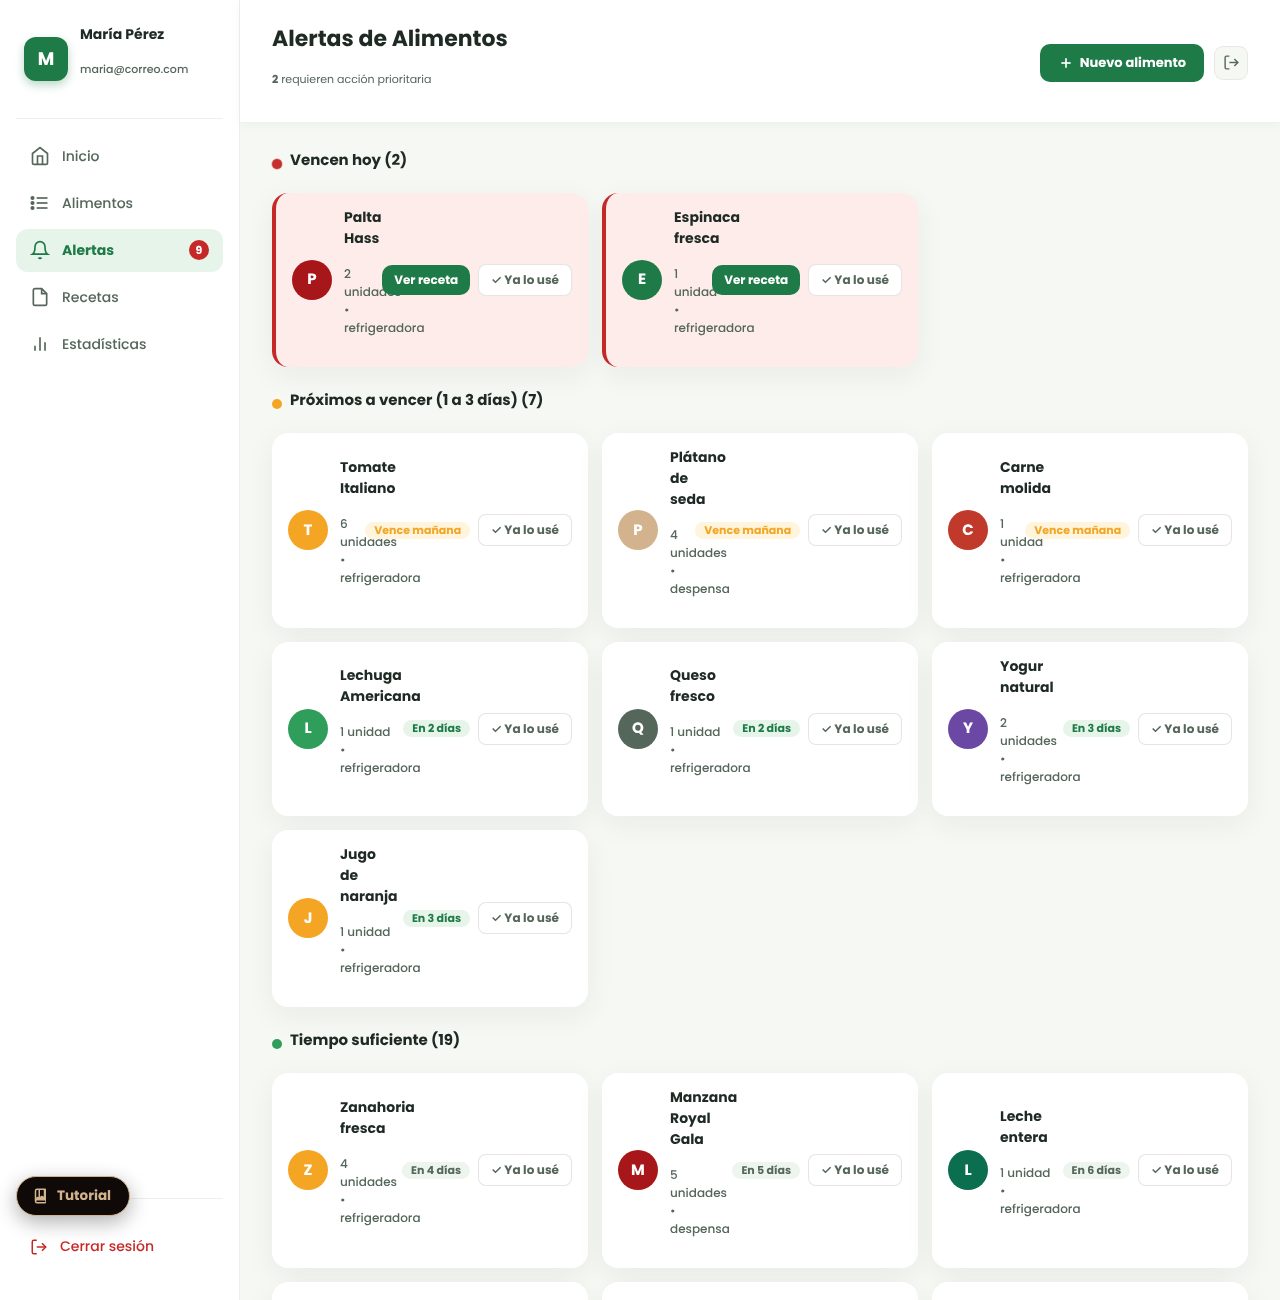 M
María Pérez
maria@correo.com
Inicio
Alimentos
Alertas
9
Recetas
Estadísticas
Tutorial
Cerrar sesión
Alertas de Alimentos
2 requieren acción prioritaria
+ Nuevo alimento
Vencen hoy (2)
P
Palta
Hass
2
unidades
•
refrigeradora
Ver receta
✓ Ya lo usé
E
Espinaca
fresca
1
unidad
•
refrigeradora
Ver receta
✓ Ya lo usé
Próximos a vencer (1 a 3 días) (7)
T
Tomate
Italiano
6
unidades
•
refrigeradora
Vence mañana
✓ Ya lo usé
P
Plátano
de
seda
4
unidades
•
despensa
Vence mañana
✓ Ya lo usé
C
Carne
molida
1
unidad
•
refrigeradora
Vence mañana
✓ Ya lo usé
L
Lechuga
Americana
1 unidad
•
refrigeradora
En 2 días
✓ Ya lo usé
Q
Queso
fresco
1 unidad
•
refrigeradora
En 2 días
✓ Ya lo usé
Y
Yogur
natural
2
unidades
•
refrigeradora
En 3 días
✓ Ya lo usé
J
Jugo
de
naranja
1 unidad
•
refrigeradora
En 3 días
✓ Ya lo usé
Tiempo suficiente (19)
Z
Zanahoria
fresca
4
unidades
•
refrigeradora
En 4 días
✓ Ya lo usé
M
Manzana
Royal
Gala
5
unidades
•
despensa
En 5 días
✓ Ya lo usé
L
Leche
entera
1 unidad
•
refrigeradora
En 6 días
✓ Ya lo usé